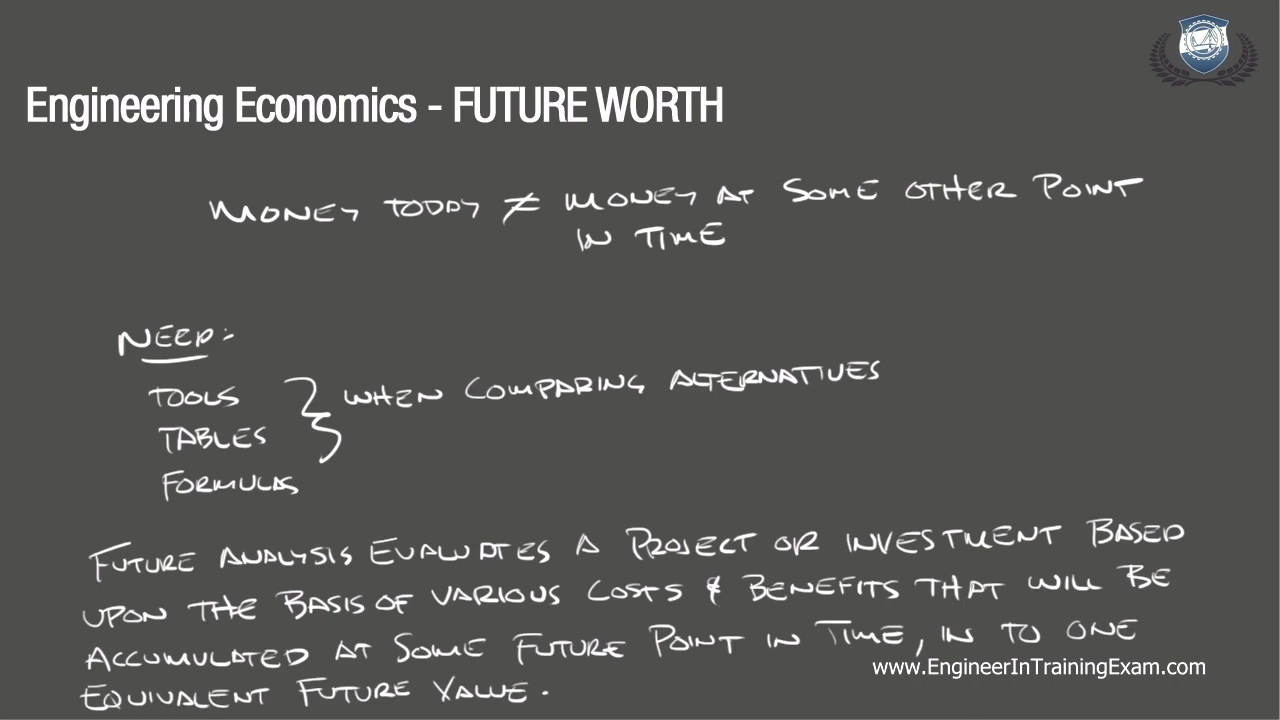 Engineering Economics - FUTURE WORTH
MONEY TODAY ≠ MONEY AT SOME OTHER POINT
IN TIME
NEED:
TOOLS } WHEN COMPARING ALTERNATIVES
TABLES
FORMULAS
FUTURE ANALYSIS EVALUATES A PROJECT OR INVESTMENT BASED
UPON THE BASIS OF VARIOUS COSTS & BENEFITS THAT WILL BE
ACCUMULATED AT SOME FUTURE POINT IN TIME, IN TO ONE
EQUIVALENT FUTURE VALUE.
www.EngineerInTrainingExam.com